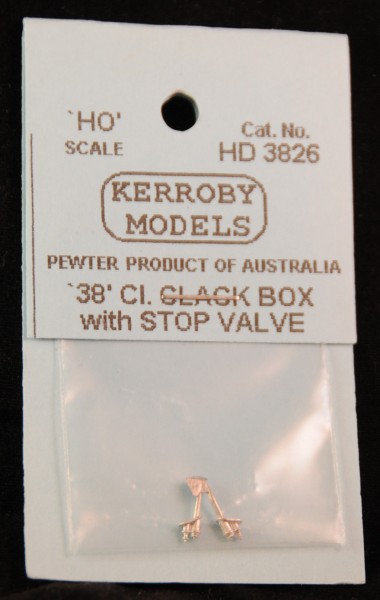 `HO'
SCALE
Cat. No.
HD 3826
KERROBY
MODELS
PEWTER PRODUCT OF AUSTRALIA
`38' Cl. CLACK BOX
with STOP VALVE